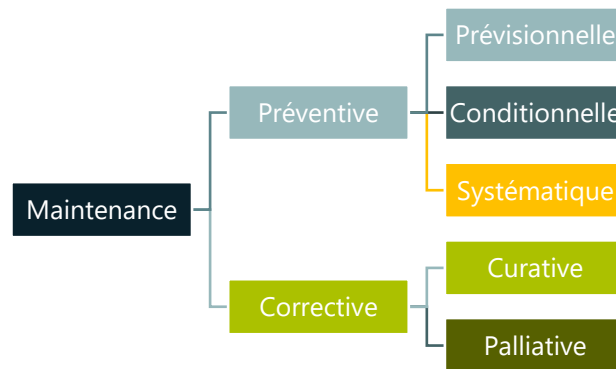 Prévisionnelle
Préventive
Conditionnelle
Systématique
Maintenance
Curative
Corrective
Palliative